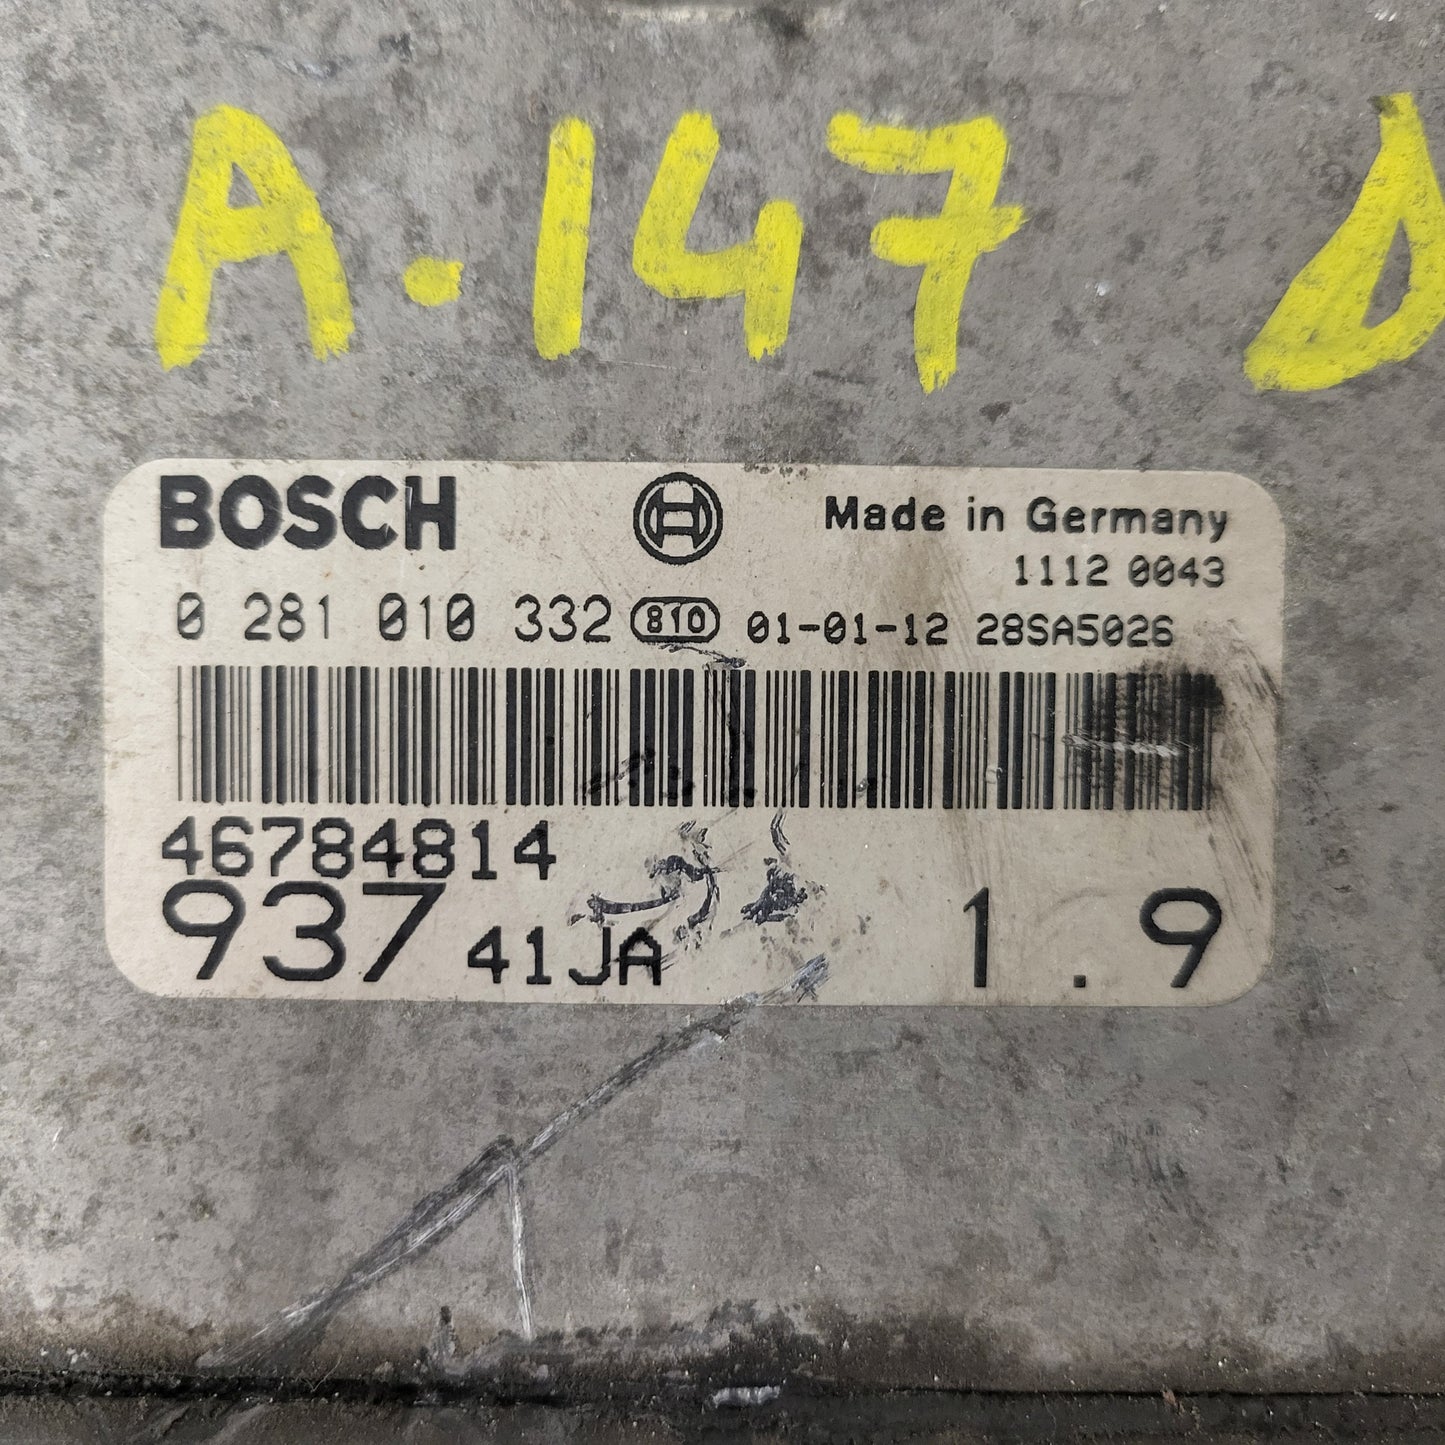 A.147 D
BOSCH Made in Germany
1112 0043
0 281 010 332 810 01-01-12 28SA5026
46784814
937 41JA 1.9